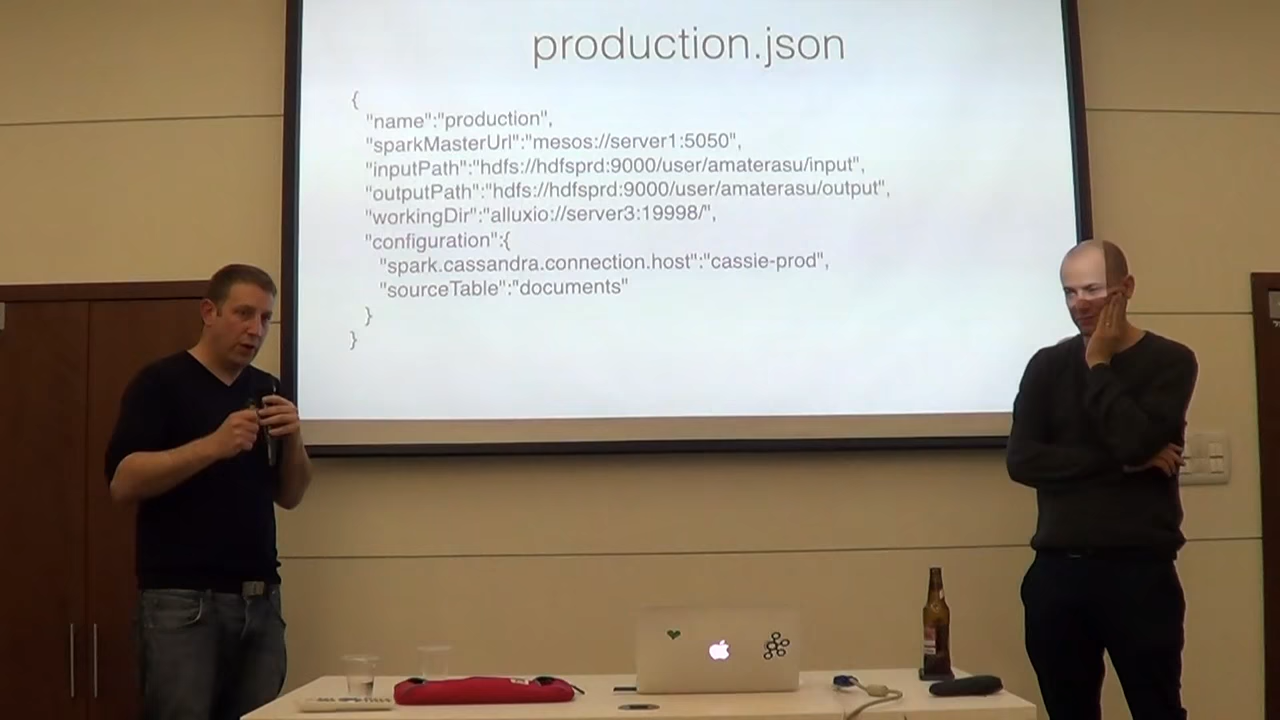 production.json
{
"name":"production",
"sparkMasterUrl":"mesos://server1:5050",
"inputPath":"hdfs://hdfsprd:9000/user/amaterasu/input",
"outputPath":"hdfs://hdfsprd:9000/user/amaterasu/output",
"workingDir":"alluxio://server3:19998/",
"configuration":{
"spark.cassandra.connection.host":"cassie-prod",
"sourceTable":"documents"
}
}